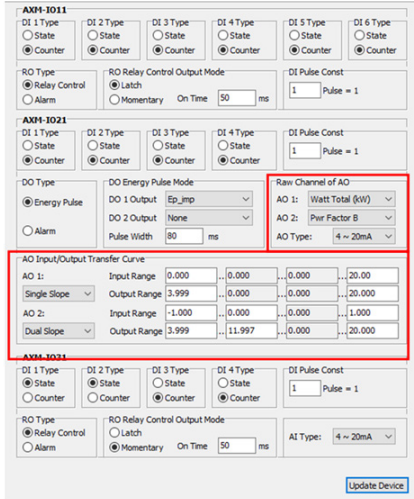 AXM-IO11
DI 1 Type DI 2 Type DI 3 Type DI 4 Type DI 5 Type DI 6 Type
State State State State State State
Counter Counter Counter Counter Counter Counter
RO Type RO Relay Control Output Mode DI Pulse Const
Relay Control Latch 1 Pulse = 1
Alarm Momentary On Time 50 ms
AXM-IO21
DI 1 Type DI 2 Type DI 3 Type DI 4 Type DI Pulse Const
State State State State 1 Pulse = 1
Counter Counter Counter Counter
DO Type DO Energy Pulse Mode Raw Channel of AO
Energy Pulse DO 1 Output Ep_imp AO 1: Watt Total (kW)
DO 2 Output None AO 2: Pwr Factor B
Alarm Pulse Width 80 ms AO Type: 4 ~ 20mA
AO Input/Output Transfer Curve
AO 1: Input Range 0.000 .. 0.000 ... 0.000 ... 20.00
Single Slope Output Range 3.999 .. 0.000 ... 0.000 ... 20.000
AO 2: Input Range -1.000 .. 0.000 ... 0.000 ... 1.000
Dual Slope Output Range 3.999 .. 11.997 ... 0.000 ... 20.000
AXM-IO31
DI 1 Type DI 2 Type DI 3 Type DI 4 Type DI Pulse Const
State State State State 1 Pulse = 1
Counter Counter Counter Counter
RO Type RO Relay Control Output Mode
Relay Control Latch AI Type: 4 ~ 20mA
Alarm Momentary On Time 50 ms
Update Device